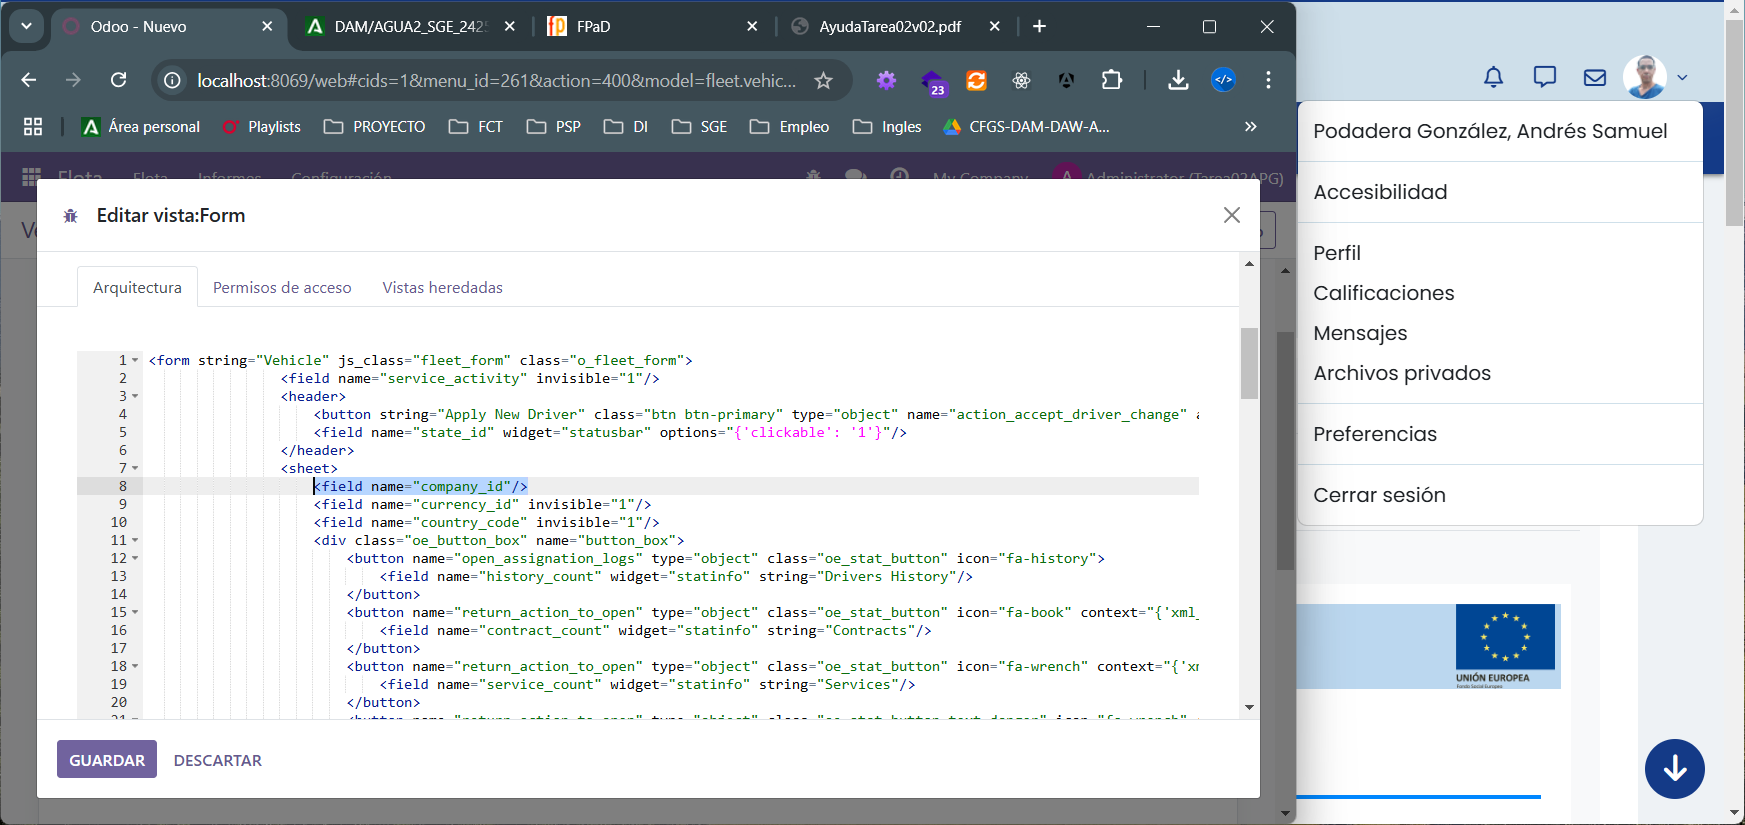 Odoo - Nuevo
DAM/AGUA2_SGE_242
FPaD
AyudaTarea02v02.pdf
localhost:8069/web#cids=1&menu_id=261&action=400&model=fleet.vehic...
23
Área personal
Playlists
PROYECTO
FCT
PSP
DI
SGE
Empleo
Ingles
CFGS-DAM-DAW-A...
Flota
Flota
Informes
Configuración
My Company
Administrator (Tarea02APG)
Editar vista:Form
Arquitectura
Permisos de acceso
Vistas heredadas
1 <form string="Vehicle" js_class="fleet_form" class="o_fleet_form">
2 <field name="service_activity" invisible="1"/>
3 <header>
4 <button string="Apply New Driver" class="btn btn-primary" type="object" name="action_accept_driver_change"
5 <field name="state_id" widget="statusbar" options="{'clickable': '1'}"/>
6 </header>
7 <sheet>
8 <field name="company_id"/>
9 <field name="currency_id" invisible="1"/>
10 <field name="country_code" invisible="1"/>
11 <div class="oe_button_box" name="button_box">
12 <button name="open_assignation_logs" type="object" class="oe_stat_button" icon="fa-history">
13 <field name="history_count" widget="statinfo" string="Drivers History"/>
14 </button>
15 <button name="return_action_to_open" type="object" class="oe_stat_button" icon="fa-book" context="{'xml_
16 <field name="contract_count" widget="statinfo" string="Contracts"/>
17 </button>
18 <button name="return_action_to_open" type="object" class="oe_stat_button" icon="fa-wrench" context="{'xm
19 <field name="service_count" widget="statinfo" string="Services"/>
20 </button>
GUARDAR
DESCARTAR
Podadera González, Andrés Samuel
Accesibilidad
Perfil
Calificaciones
Mensajes
Archivos privados
Preferencias
Cerrar sesión
UNIÓN EUROPEA
Fondo Social Europeo